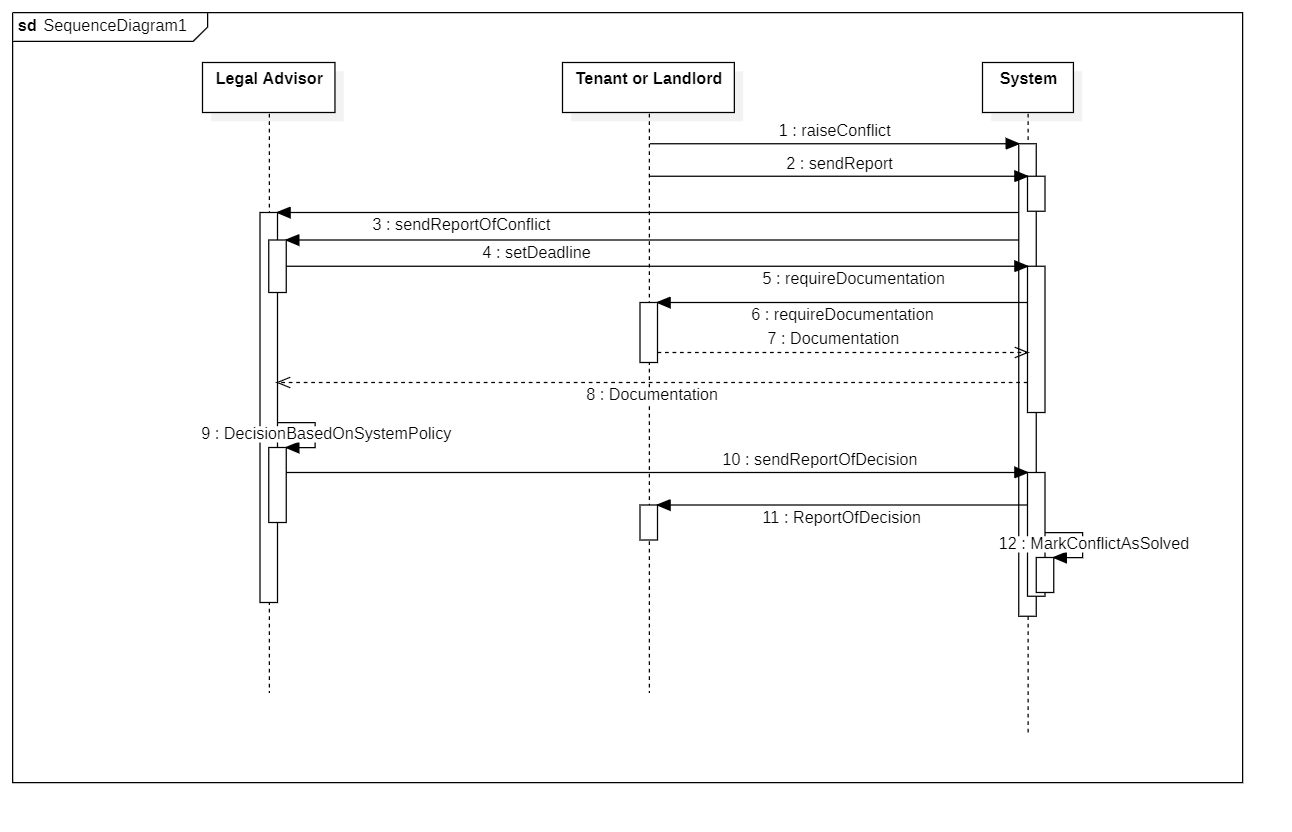 sd SequenceDiagram1
Legal Advisor
Tenant or Landlord
System
1 : raiseConflict
2 : sendReport
3 : sendReportOfConflict
4 : setDeadline
5 : requireDocumentation
6 : requireDocumentation
7 : Documentation
8 : Documentation
9 : DecisionBasedOnSystemPolicy
10 : sendReportOfDecision
11 : ReportOfDecision
12 : MarkConflictAsSolved